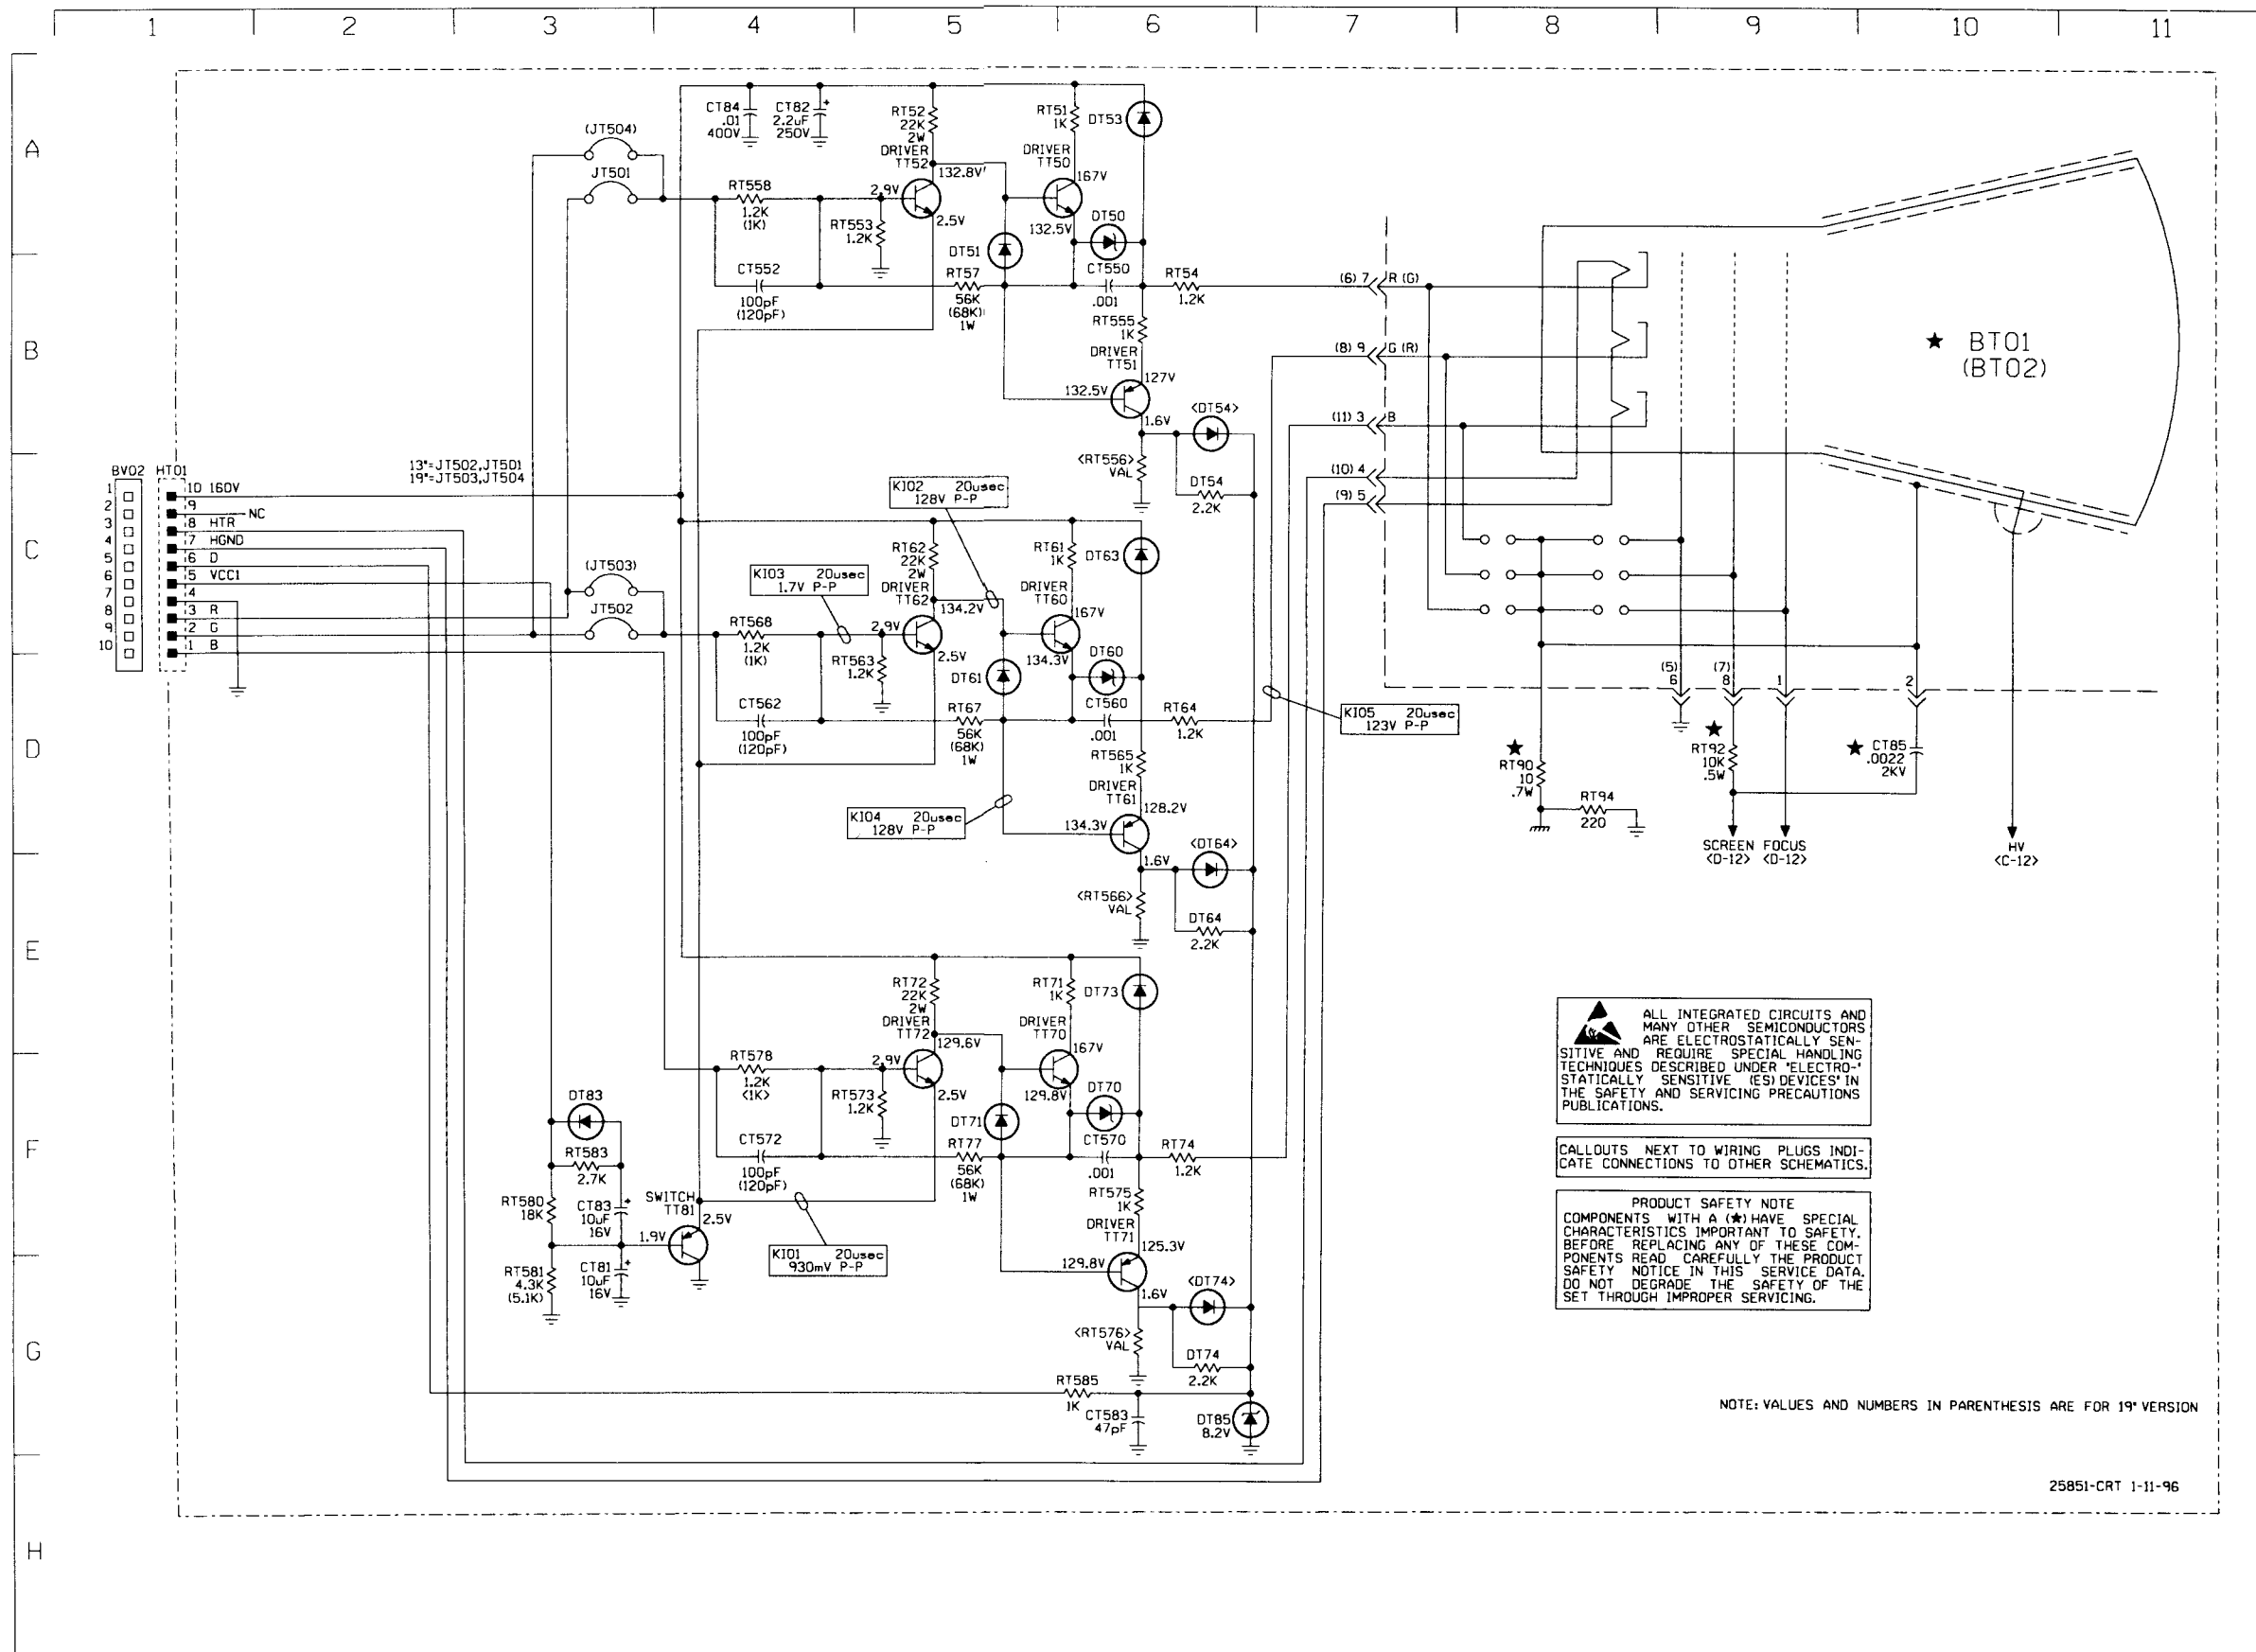 1 2 3 4 5 6 7 8 9 10 11
A
B
C
D
E
F
G
H
CT84
.01
400V
CT82
+
2.2uF
250V
RT52
22K
2W
DRIVER
TT52
132.8V
RT51
1K
DRIVER
TT50
167V
DT53
(JT504)
JT501
RT558
1.2K
(1K)
2.9V
RT553
1.2K
2.5V
DT51
132.5V
DT50
CT552
100pF
(120pF)
RT57
56K
(68K)
1W
CT550
.001
RT54
1.2K
RT555
1K
DRIVER
TT51
127V
132.5V
1.6V
<DT54>
<RT556>
VAL
DT54
2.2K
(6) 7 R (G)
(8) 9 G (R)
(11) 3 B
(10) 4
(9) 5
★ BT01
(BT02)
BV02 HT01
1
2
3
4
5
6
7
8
9
10
10 160V
9 NC
8 HTR
7 HGND
6 D
5 VCC1
4
3 R
2 G
1 B
13"=JT502,JT501
19"=JT503,JT504
KI02 20usec
128V P-P
KI03 20usec
1.7V P-P
(JT503)
JT502
RT62
22K
2W
DRIVER
TT62
134.2V
RT61
1K
DRIVER
TT60
167V
DT63
RT568
1.2K
(1K)
2.9V
RT563
1.2K
2.5V
DT61
134.3V
DT60
CT562
100pF
(120pF)
RT67
56K
(68K)
1W
CT560
.001
RT64
1.2K
RT565
1K
DRIVER
TT61
128.2V
134.3V
1.6V
<DT64>
<RT566>
VAL
DT64
2.2K
KI04 20usec
128V P-P
KI05 20usec
123V P-P
(5)
6
(7)
8
1
2
★
RT90
10
.7W
RT94
220
★
RT92
10K
.5W
★ CT85
.0022
2KV
SCREEN
<D-12>
FOCUS
<D-12>
HV
<C-12>
RT72
22K
2W
DRIVER
TT72
129.6V
RT71
1K
DRIVER
TT70
167V
DT73
RT578
1.2K
<1K>
2.9V
RT573
1.2K
2.5V
DT71
129.8V
DT70
CT572
100pF
(120pF)
RT77
56K
(68K)
1W
CT570
.001
RT74
1.2K
RT575
1K
DRIVER
TT71
125.3V
129.8V
1.6V
<DT74>
<RT576>
VAL
DT74
2.2K
DT83
RT583
2.7K
RT580
18K
CT83
+
10uF
16V
SWITCH
TT81
2.5V
1.9V
RT581
4.3K
(5.1K)
CT81
+
10uF
16V
KI01 20usec
930mV P-P
RT585
1K
CT583
47pF
DT85
8.2V
ALL INTEGRATED CIRCUITS AND
MANY OTHER SEMICONDUCTORS
ARE ELECTROSTATICALLY SEN-
SITIVE AND REQUIRE SPECIAL HANDLING
TECHNIQUES DESCRIBED UNDER "ELECTRO-
STATICALLY SENSITIVE (ES) DEVICES" IN
THE SAFETY AND SERVICING PRECAUTIONS
PUBLICATIONS.
CALLOUTS NEXT TO WIRING PLUGS INDI-
CATE CONNECTIONS TO OTHER SCHEMATICS.
PRODUCT SAFETY NOTE
COMPONENTS WITH A (★) HAVE SPECIAL
CHARACTERISTICS IMPORTANT TO SAFETY.
BEFORE REPLACING ANY OF THESE COM-
PONENTS READ CAREFULLY THE PRODUCT
SAFETY NOTICE IN THIS SERVICE DATA.
DO NOT DEGRADE THE SAFETY OF THE
SET THROUGH IMPROPER SERVICING.
NOTE: VALUES AND NUMBERS IN PARENTHESIS ARE FOR 19" VERSION
25851-CRT 1-11-96